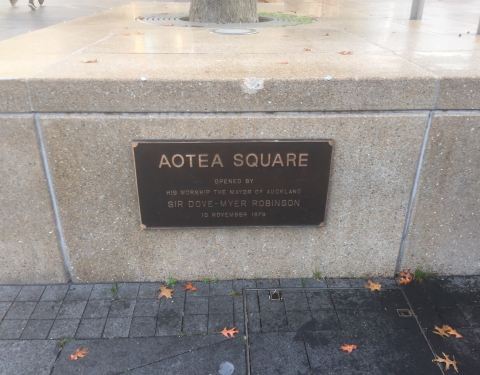 AOTEA SQUARE
OPENED BY
HIS WORSHIP THE MAYOR OF AUCKLAND
SIR DOVE-MYER ROBINSON
10 NOVEMBER 1979